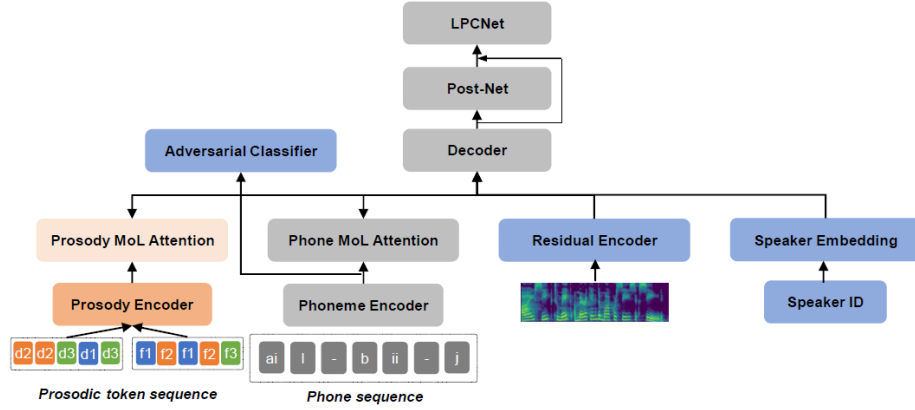 LPCNet
Post-Net
Adversarial Classifier
Decoder
Prosody MoL Attention
Phone MoL Attention
Residual Encoder
Speaker Embedding
Prosody Encoder
Phoneme Encoder
Speaker ID
d2 d2 d3 d1 d3
f1 f2 f1 f2 f3
ai l - b ii - j
Prosodic token sequence
Phone sequence